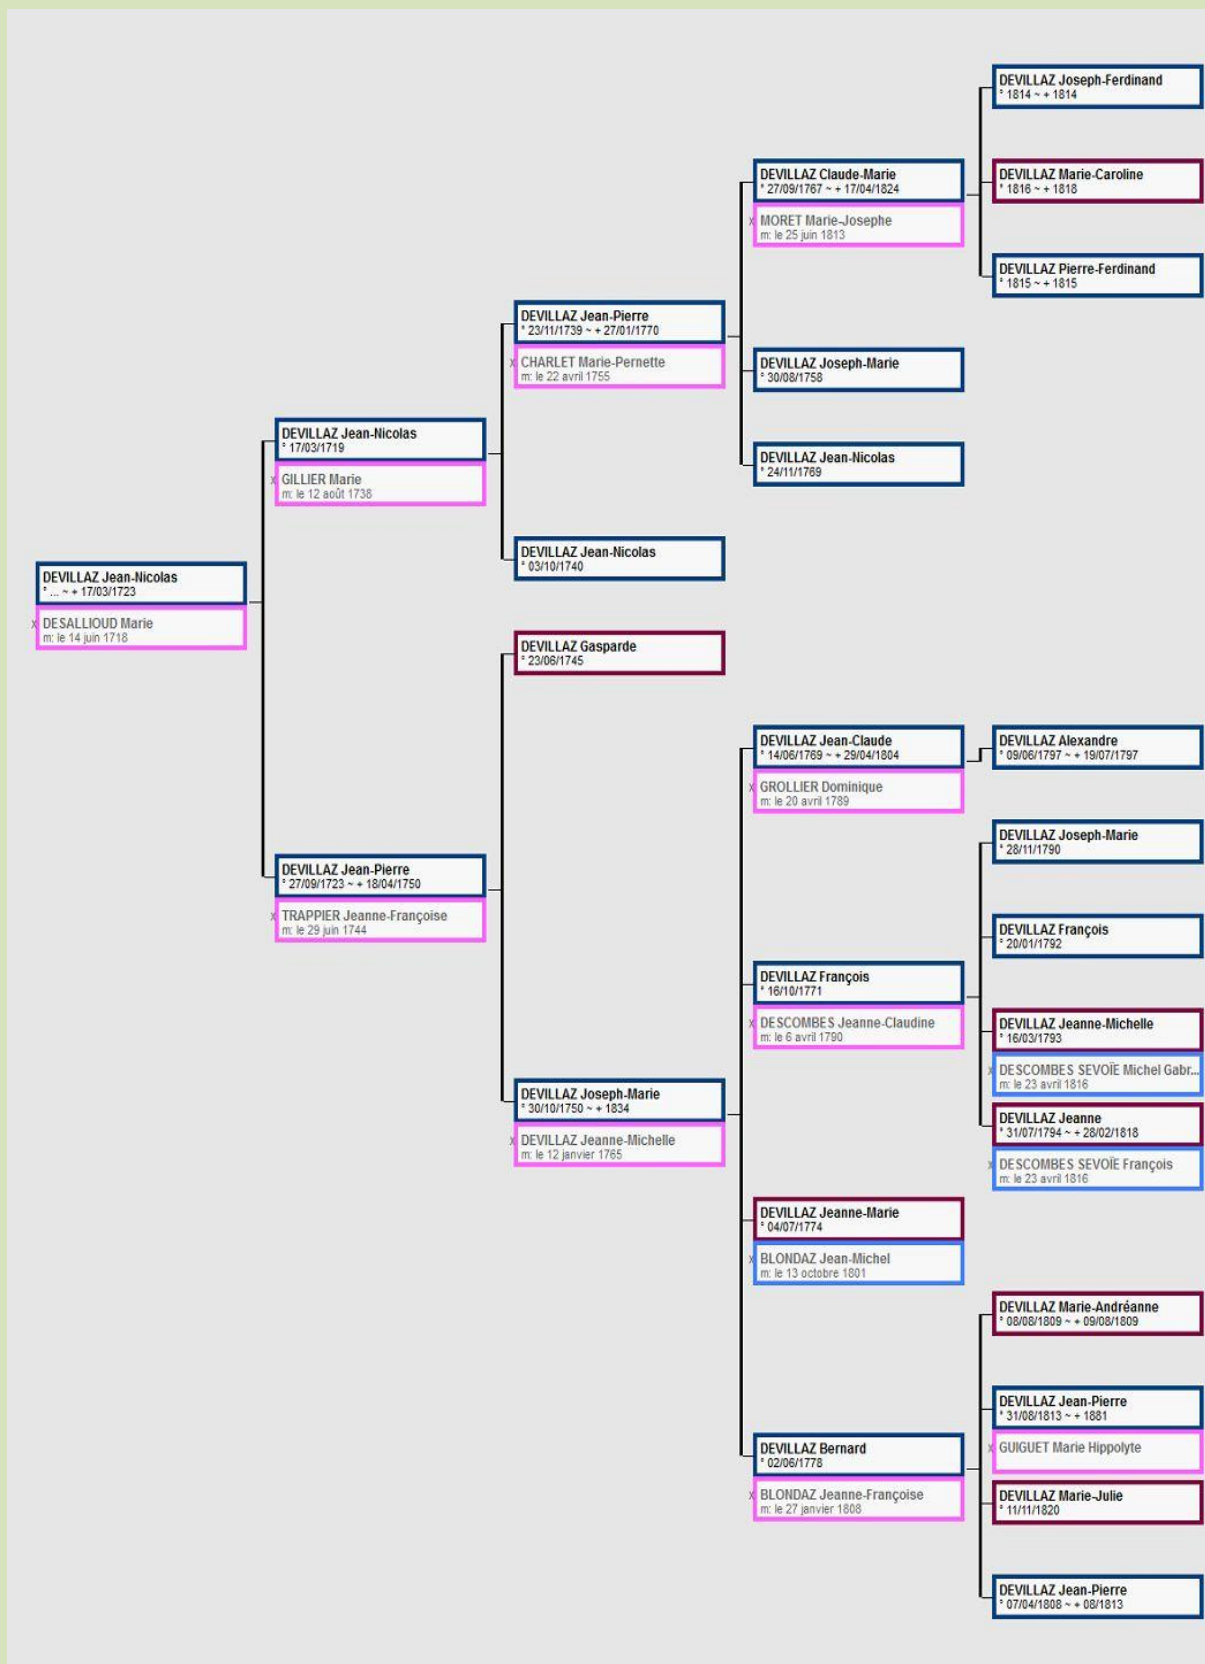 DEVILLAZ Jean-Nicolas
° ... ~ + 17/03/1723
x DESALLIOUD Marie
m: le 14 juin 1718
DEVILLAZ Jean-Nicolas
° 17/03/1719
x GILLIER Marie
m: le 12 août 1738
DEVILLAZ Jean-Pierre
° 27/09/1723 ~ + 18/04/1750
x TRAPPIER Jeanne-Françoise
m: le 29 juin 1744
DEVILLAZ Jean-Pierre
° 23/11/1739 ~ + 27/01/1770
x CHARLET Marie-Pernette
m: le 22 avril 1755
DEVILLAZ Jean-Nicolas
° 03/10/1740
DEVILLAZ Gasparde
° 23/06/1745
DEVILLAZ Joseph-Marie
° 30/10/1750 ~ + 1834
x DEVILLAZ Jeanne-Michelle
m: le 12 janvier 1765
DEVILLAZ Claude-Marie
° 27/09/1767 ~ + 17/04/1824
x MORET Marie-Josephe
m: le 25 juin 1813
DEVILLAZ Joseph-Marie
° 30/08/1758
DEVILLAZ Jean-Nicolas
° 24/11/1769
DEVILLAZ Jean-Claude
° 14/06/1769 ~ + 29/04/1804
x GROLLIER Dominique
m: le 20 avril 1789
DEVILLAZ François
° 16/10/1771
x DESCOMBES Jeanne-Claudine
m: le 6 avril 1790
DEVILLAZ Jeanne-Marie
° 04/07/1774
x BLONDAZ Jean-Michel
m: le 13 octobre 1801
DEVILLAZ Bernard
° 02/06/1778
x BLONDAZ Jeanne-Françoise
m: le 27 janvier 1808
DEVILLAZ Joseph-Ferdinand
° 1814 ~ + 1814
DEVILLAZ Marie-Caroline
° 1816 ~ + 1818
DEVILLAZ Pierre-Ferdinand
° 1815 ~ + 1815
DEVILLAZ Alexandre
° 09/06/1797 ~ + 19/07/1797
DEVILLAZ Joseph-Marie
° 28/11/1790
DEVILLAZ François
° 20/01/1792
DEVILLAZ Jeanne-Michelle
° 16/03/1793
x DESCOMBES SEVOÏE Michel Gabr...
m: le 23 avril 1816
DEVILLAZ Jeanne
° 31/07/1794 ~ + 28/02/1818
x DESCOMBES SEVOÏE François
m: le 23 avril 1816
DEVILLAZ Marie-Andréanne
° 08/08/1809 ~ + 09/08/1809
DEVILLAZ Jean-Pierre
° 31/08/1813 ~ + 1881
x GUIGUET Marie Hippolyte
DEVILLAZ Marie-Julie
° 11/11/1820
DEVILLAZ Jean-Pierre
° 07/04/1808 ~ + 08/1813